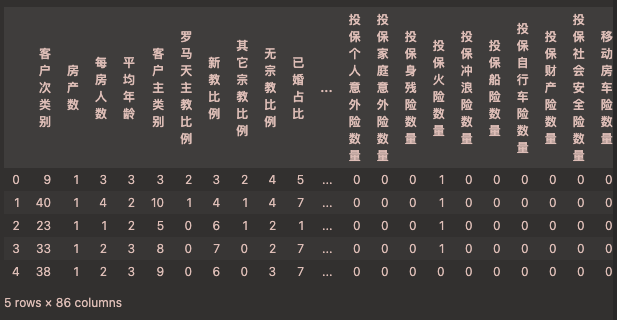 客户次类别 房产数 每房人数 平均年龄 客户主类别 罗马天主教比例 新教比例 其它宗教比例 无宗教比例 已婚占比 ... 投保个人意外险数量 投保家庭意外险数量 投保身残险数量 投保火险数量 投保冲浪险数量 投保船险数量 投保自行车险数量 投保财产险数量 投保社会安全险数量 移动房车险数量
0 9 1 3 3 3 2 3 2 4 5 ... 0 0 0 1 0 0 0 0 0 0
1 40 1 4 2 10 1 4 1 4 7 ... 0 0 0 1 0 0 0 0 0 0
2 23 1 1 2 5 0 6 1 2 1 ... 0 0 0 1 0 0 0 0 0 0
3 33 1 2 3 8 0 7 0 2 7 ... 0 0 0 1 0 0 0 0 0 0
4 38 1 2 3 9 0 6 0 3 7 ... 0 0 0 0 0 0 0 0 0 0
5 rows × 86 columns